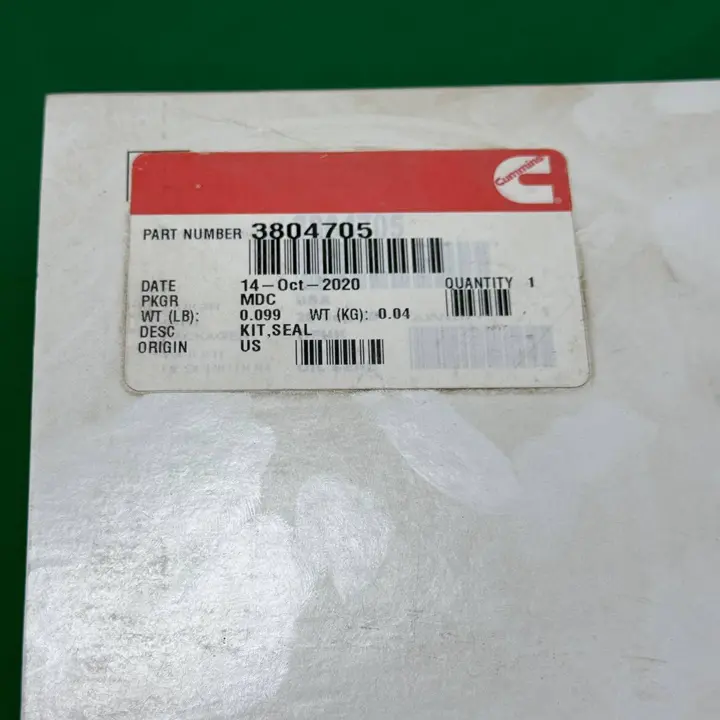 Cummins
PART NUMBER 3804705
DATE 14-Oct-2020 QUANTITY 1
PKGR MDC
WT (LB): 0.099 WT (KG): 0.04
DESC KIT,SEAL
ORIGIN US